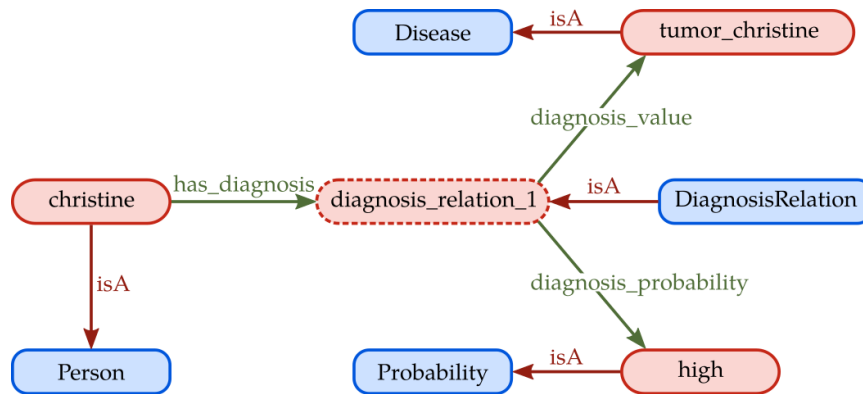 Disease
isA
tumor_christine
diagnosis_value
christine
has_diagnosis
diagnosis_relation_1
isA
DiagnosisRelation
isA
diagnosis_probability
Person
Probability
isA
high